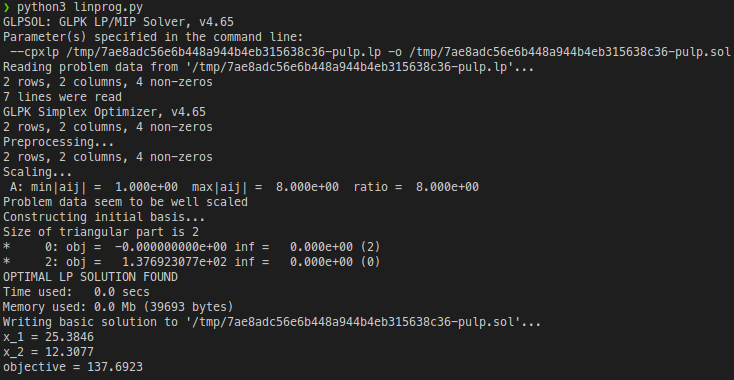 ❯ python3 linprog.py
GLPSOL: GLPK LP/MIP Solver, v4.65
Parameter(s) specified in the command line:
 --cpxlp /tmp/7ae8adc56e6b448a944b4eb315638c36-pulp.lp -o /tmp/7ae8adc56e6b448a944b4eb315638c36-pulp.sol
Reading problem data from '/tmp/7ae8adc56e6b448a944b4eb315638c36-pulp.lp'...
2 rows, 2 columns, 4 non-zeros
7 lines were read
GLPK Simplex Optimizer, v4.65
2 rows, 2 columns, 4 non-zeros
Preprocessing...
2 rows, 2 columns, 4 non-zeros
Scaling...
 A: min|aij| =  1.000e+00  max|aij| =  8.000e+00  ratio =  8.000e+00
Problem data seem to be well scaled
Constructing initial basis...
Size of triangular part is 2
*     0: obj =  -0.000000000e+00 inf =   0.000e+00 (2)
*     2: obj =   1.376923077e+02 inf =   0.000e+00 (0)
OPTIMAL LP SOLUTION FOUND
Time used:   0.0 secs
Memory used: 0.0 Mb (39693 bytes)
Writing basic solution to '/tmp/7ae8adc56e6b448a944b4eb315638c36-pulp.sol'...
x_1 = 25.3846
x_2 = 12.3077
objective = 137.6923